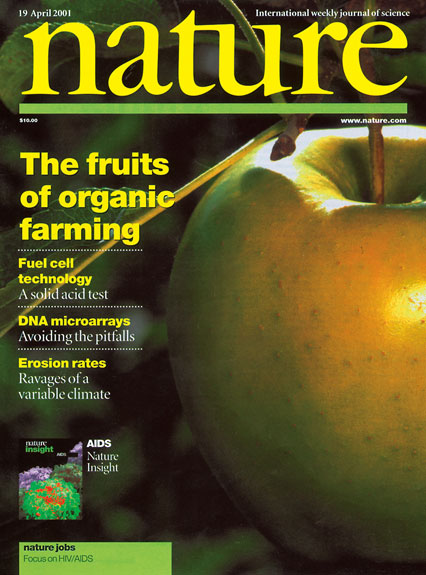 19 April 2001
International weekly journal of science
nature
$10.00
www.nature.com
The fruits
of organic
farming
Fuel cell
technology
A solid acid test
DNA microarrays
Avoiding the pitfalls
Erosion rates
Ravages of a
variable climate
nature
insight
AIDS
AIDS
Nature
Insight
nature jobs
Focus on HIV/AIDS